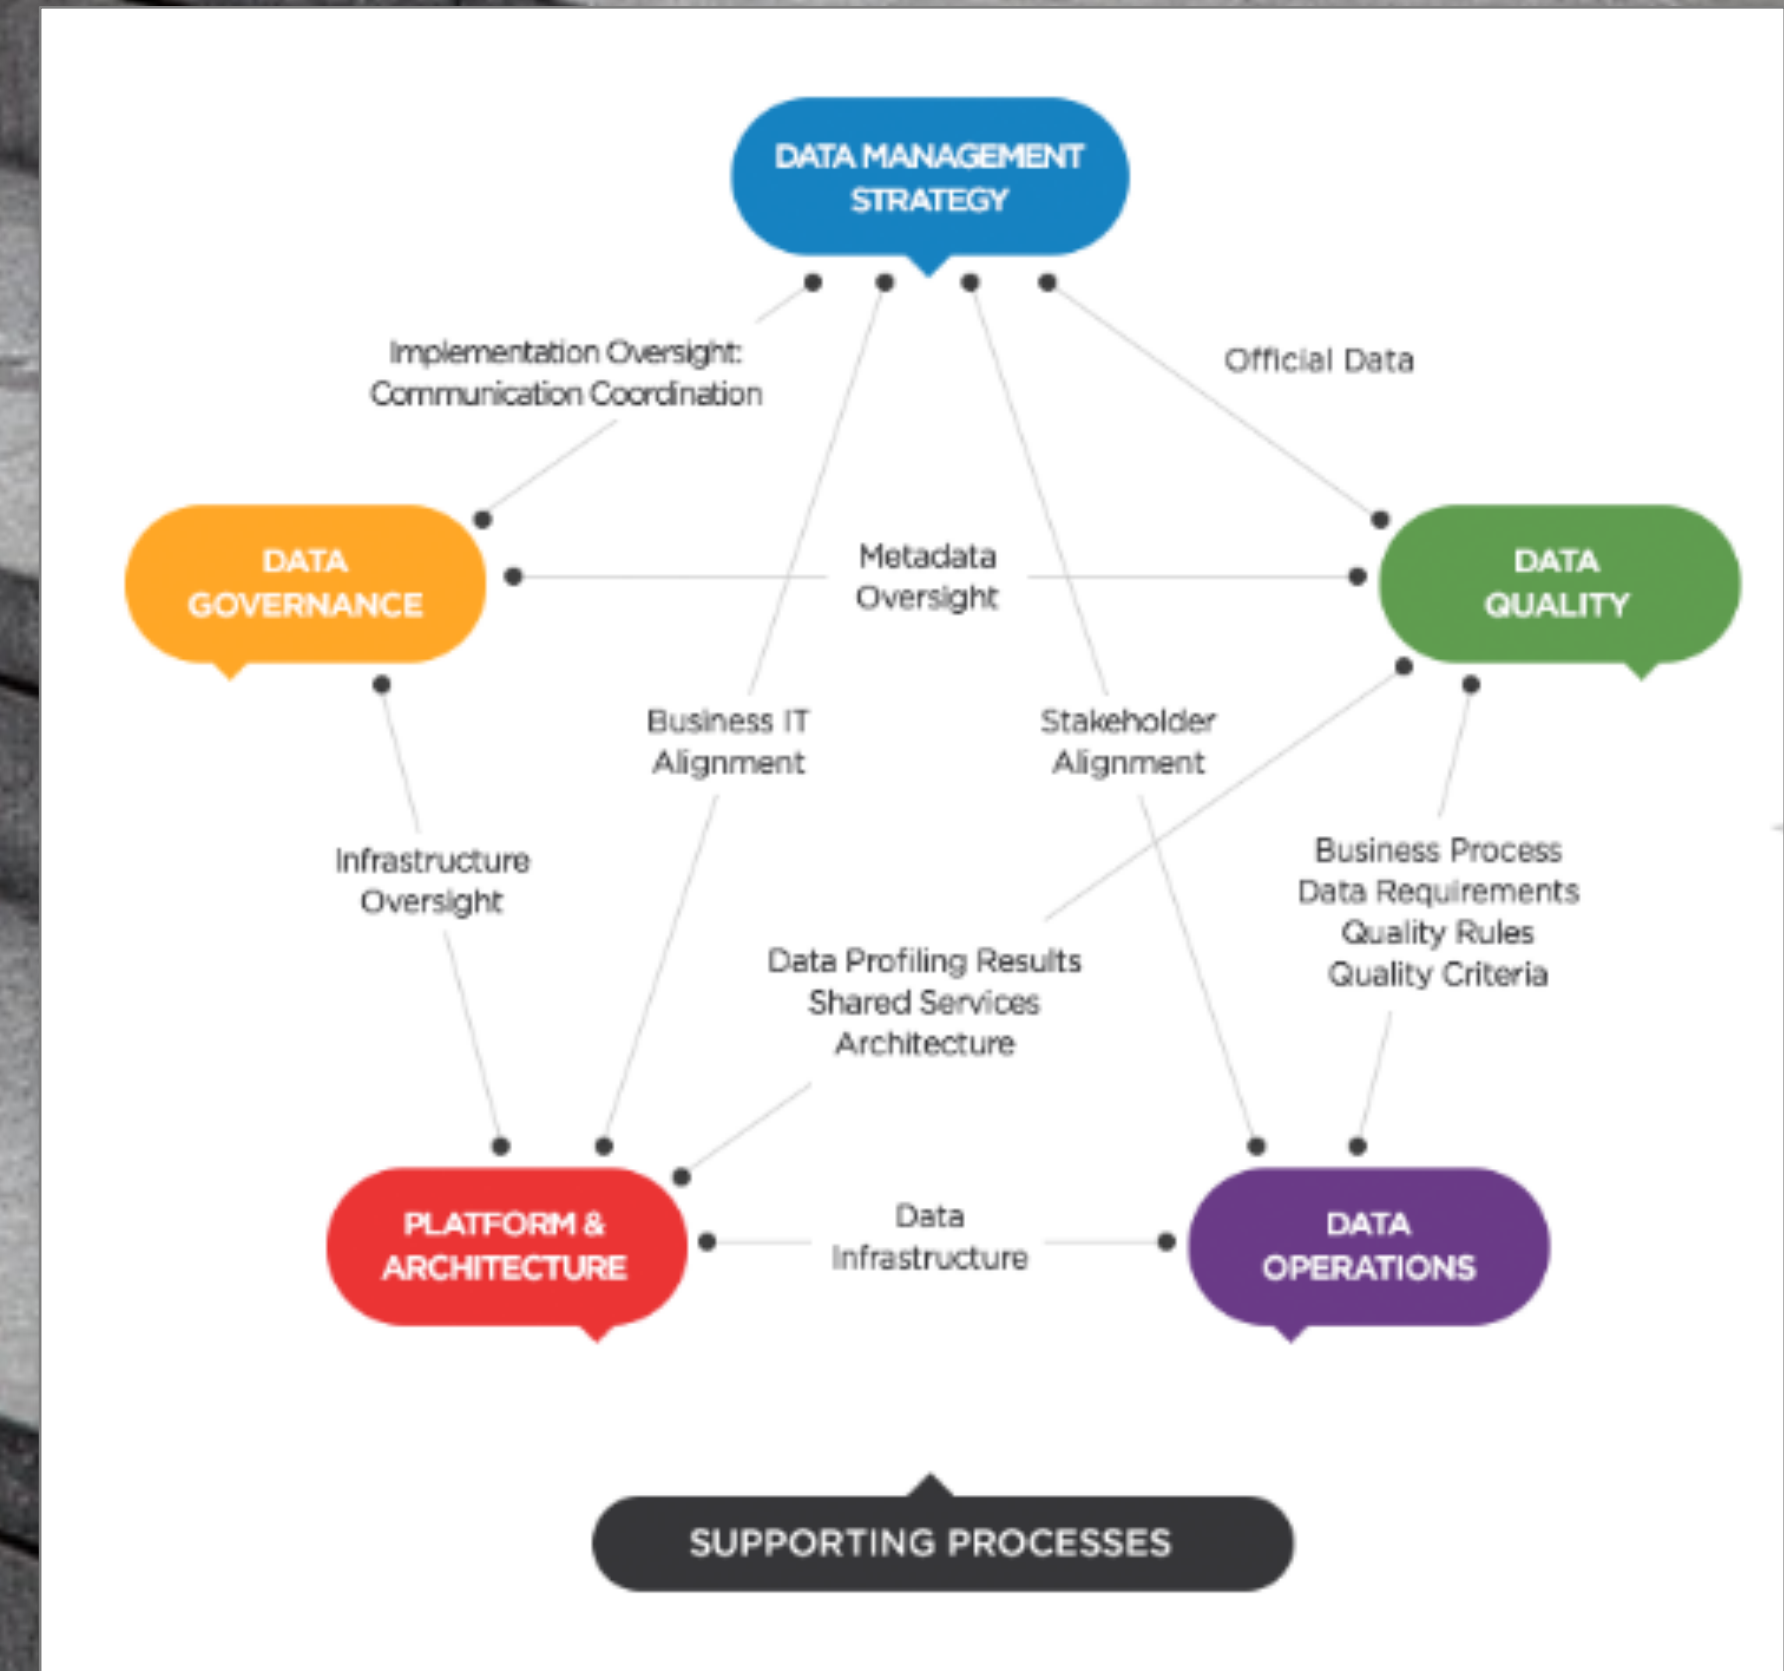 DATA MANAGEMENT
STRATEGY
Implementation Oversight:
Communication Coordination
Official Data
DATA
GOVERNANCE
Metadata
Oversight
DATA
QUALITY
Business IT
Alignment
Stakeholder
Alignment
Infrastructure
Oversight
Business Process
Data Requirements
Quality Rules
Quality Criteria
Data Profiling Results
Shared Services
Architecture
PLATFORM &
ARCHITECTURE
Data
Infrastructure
DATA
OPERATIONS
SUPPORTING PROCESSES